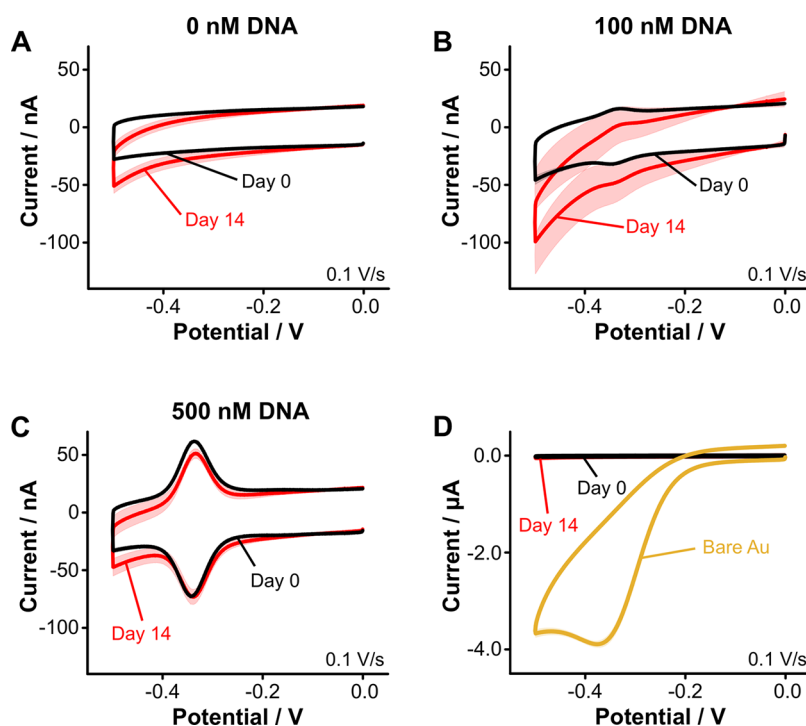 A
0 nM DNA
Current / nA
50
0
-50
-100
Day 0
Day 14
0.1 V/s
-0.4
-0.2
0.0
Potential / V
B
100 nM DNA
Current / nA
50
0
-50
-100
Day 0
Day 14
0.1 V/s
-0.4
-0.2
0.0
Potential / V
C
500 nM DNA
Current / nA
50
0
-50
-100
Day 0
Day 14
0.1 V/s
-0.4
-0.2
0.0
Potential / V
D
Current / µA
0.0
-2.0
-4.0
Day 0
Day 14
Bare Au
0.1 V/s
-0.4
-0.2
0.0
Potential / V